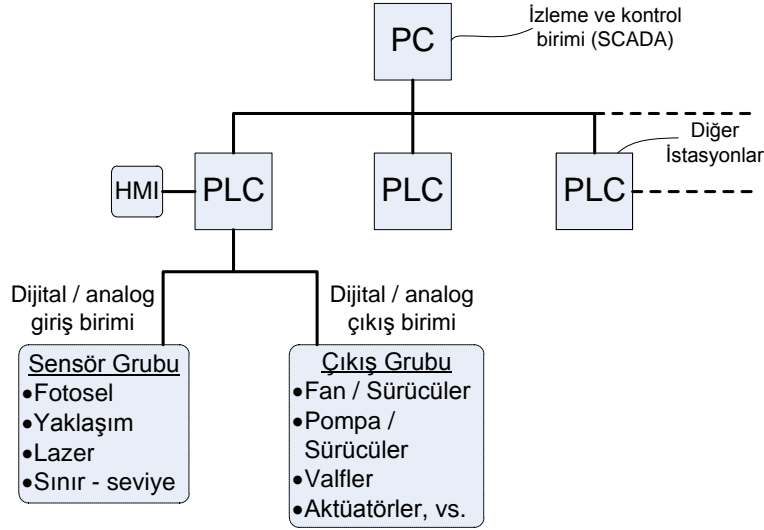 PC
İzleme ve kontrol
birimi (SCADA)
HMI
PLC
PLC
PLC
Diğer
İstasyonlar
Dijital / analog
giriş birimi
Dijital / analog
çıkış birimi
Sensör Grubu
•Fotosel
•Yaklaşım
•Lazer
•Sınır - seviye
Çıkış Grubu
•Fan / Sürücüler
•Pompa /
Sürücüler
•Valfler
•Aktüatörler, vs.